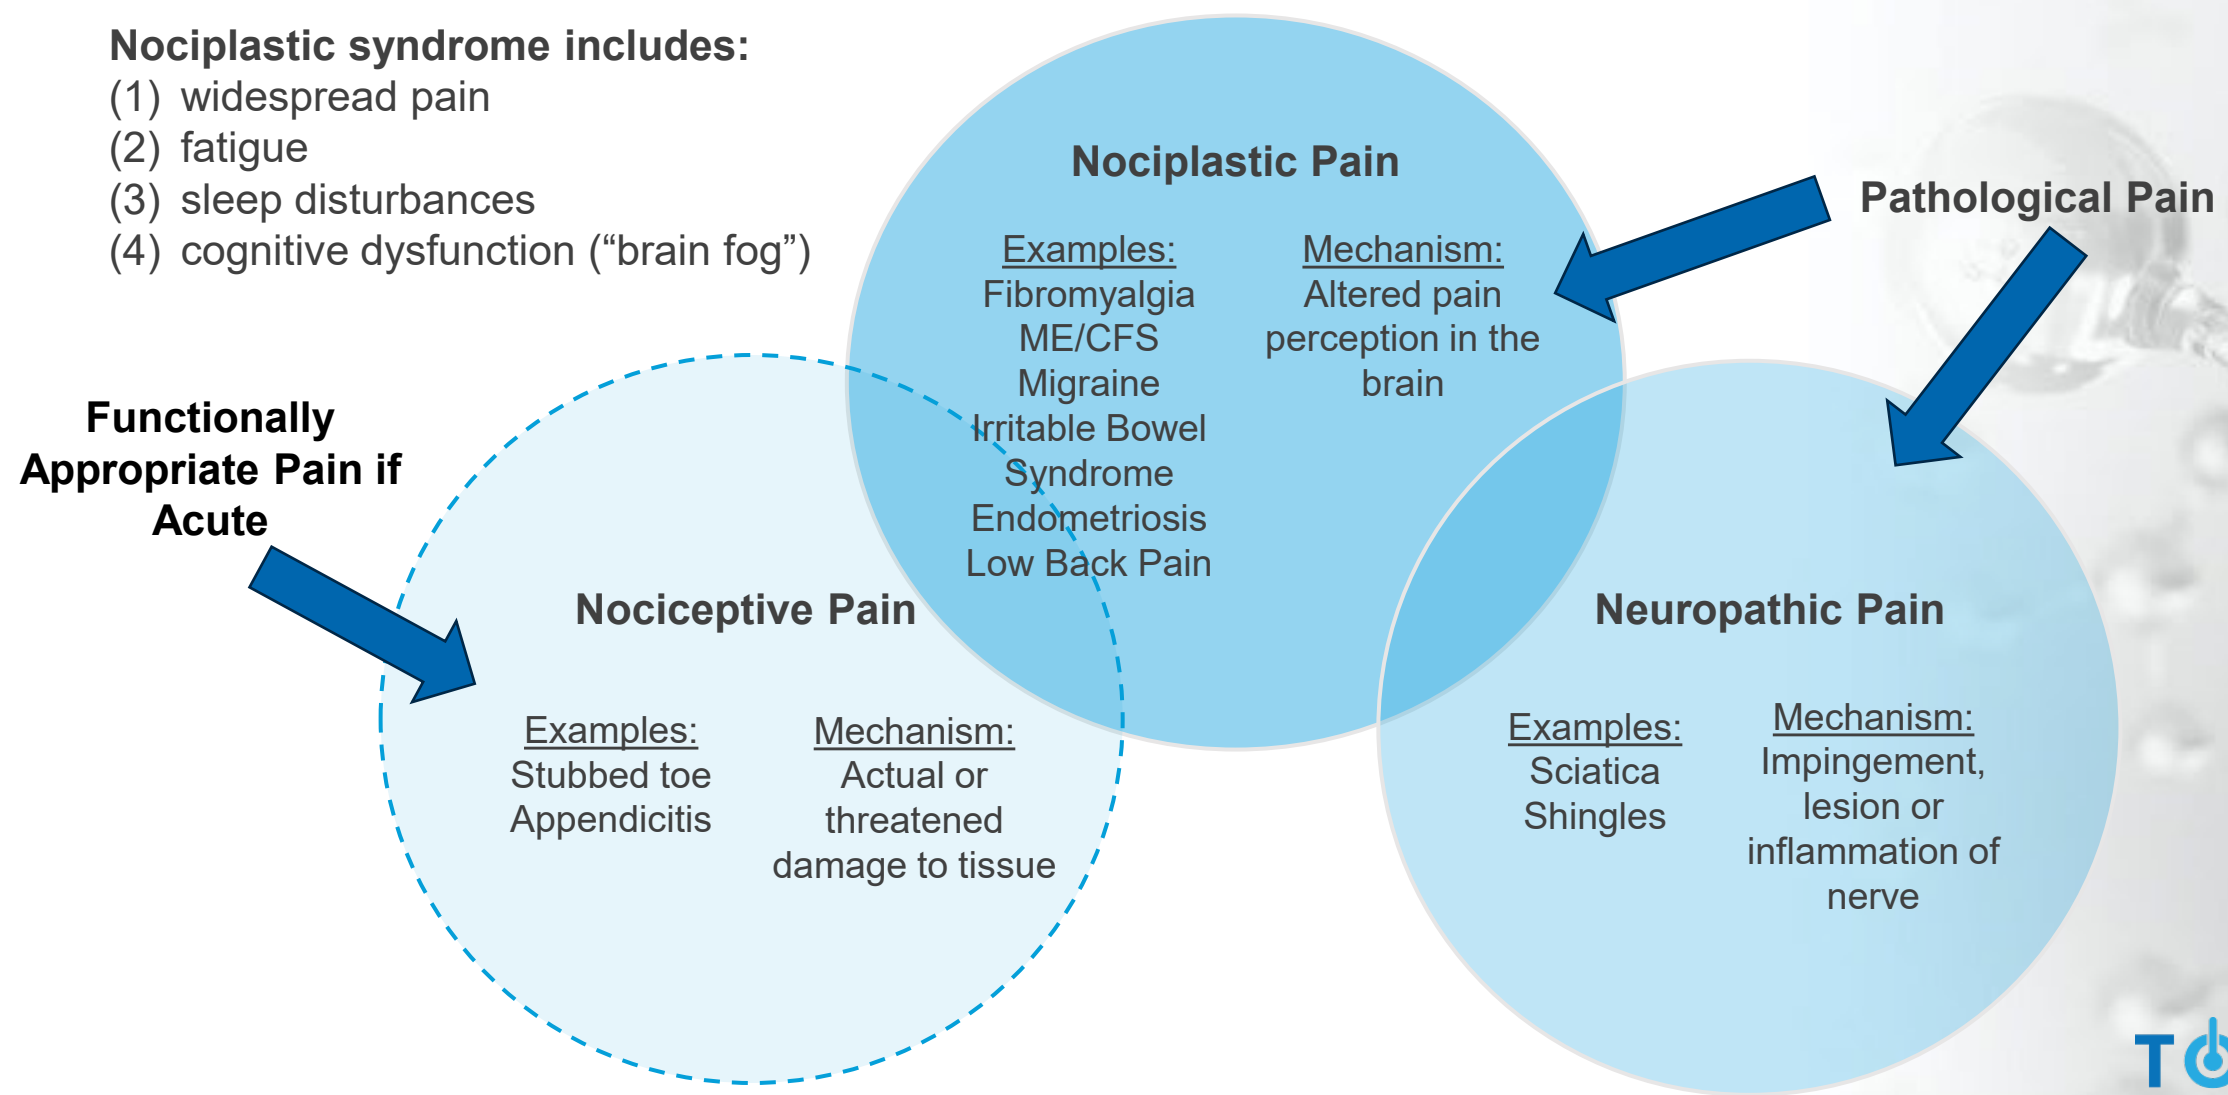 Nociplastic syndrome includes:
(1) widespread pain
(2) fatigue
(3) sleep disturbances
(4) cognitive dysfunction (“brain fog”)
Nociplastic Pain
Examples:
Fibromyalgia
ME/CFS
Migraine
Irritable Bowel
Syndrome
Endometriosis
Low Back Pain
Mechanism:
Altered pain
perception in the
brain
Pathological Pain
Functionally
Appropriate Pain if
Acute
Nociceptive Pain
Examples:
Stubbed toe
Appendicitis
Mechanism:
Actual or
threatened
damage to tissue
Neuropathic Pain
Examples:
Sciatica
Shingles
Mechanism:
Impingement,
lesion or
inflammation of
nerve